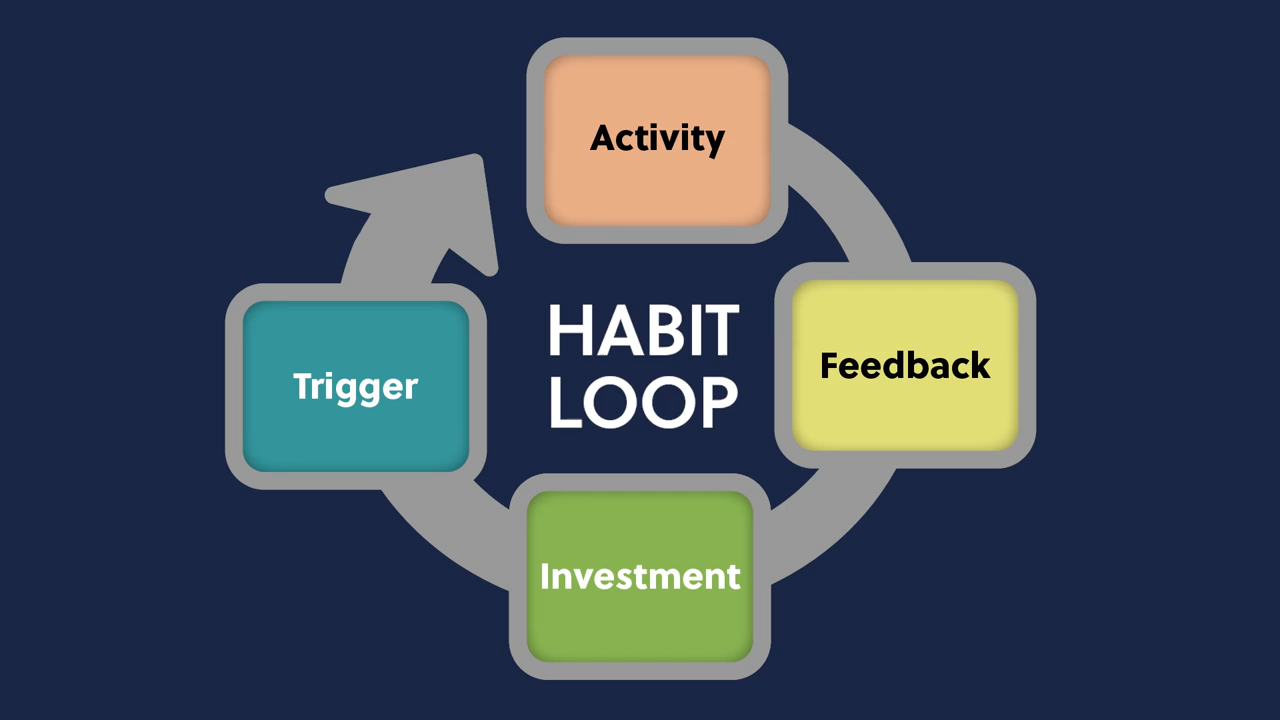 Activity
HABIT
LOOP
Feedback
Trigger
Investment